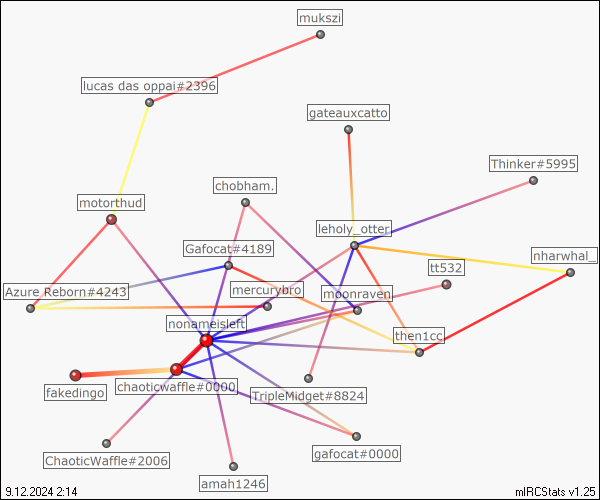 mukszi
lucas das oppai#2396
gateauxcatto
Thinker#5995
chobham.
motorthud
leholy_otter
Gafocat#4189
nharwhal_
tt532
Azure Reborn#4243
mercurybro
moonraven
nonameisleft
then1cc
chaoticwaffle#0000
fakedingo
TripleMidget#8824
gafocat#0000
ChaoticWaffle#2006
amah1246
9.12.2024 2:14
mIRCStats v1.25